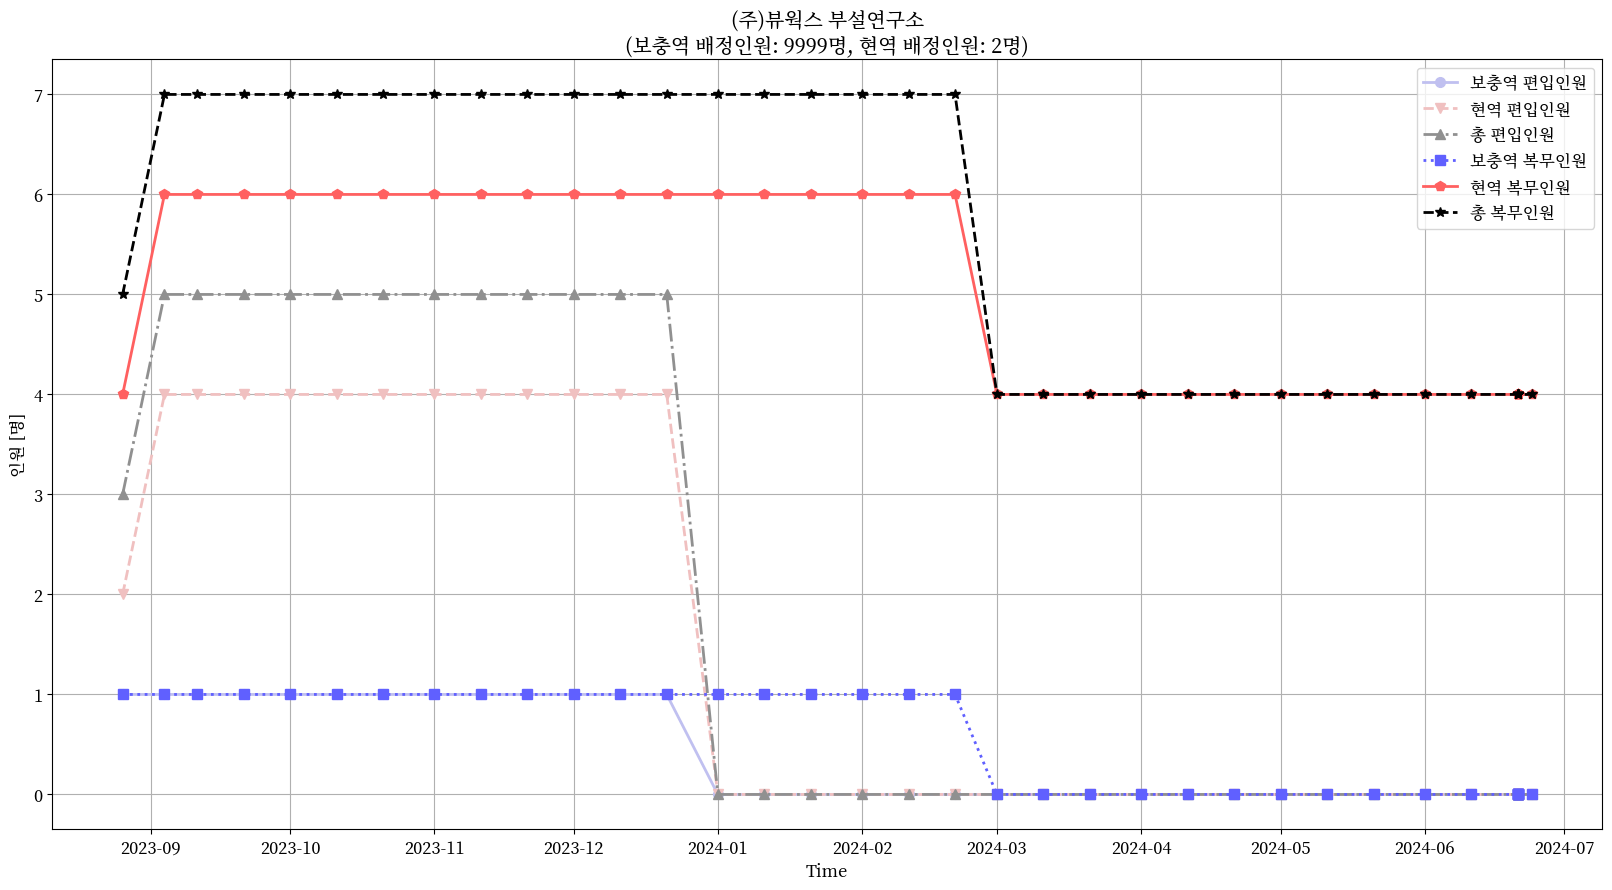 (주)뷰웍스 부설연구소
(보충역 배정인원: 9999명, 현역 배정인원: 2명)
보충역 편입인원
현역 편입인원
총 편입인원
보충역 복무인원
현역 복무인원
총 복무인원
인원 [명]
7
6
5
4
3
2
1
0
2023-09
2023-10
2023-11
2023-12
2024-01
2024-02
2024-03
2024-04
2024-05
2024-06
2024-07
Time